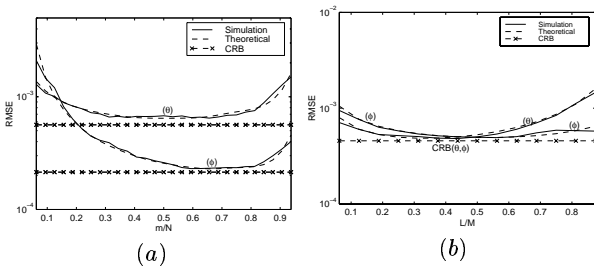 10⁻³
RMSE
10⁻⁴
Simulation
Theoretical
CRB
(θ)
(ϕ)
0.1 0.2 0.3 0.4 0.5 0.6 0.7 0.8 0.9
m/N
(a)
10⁻²
RMSE
10⁻³
10⁻⁴
Simulation
Theoretical
CRB
(ϕ)
(θ)
(ϕ)
CRB(θ,ϕ)
0.1 0.2 0.3 0.4 0.5 0.6 0.7 0.8
L/M
(b)